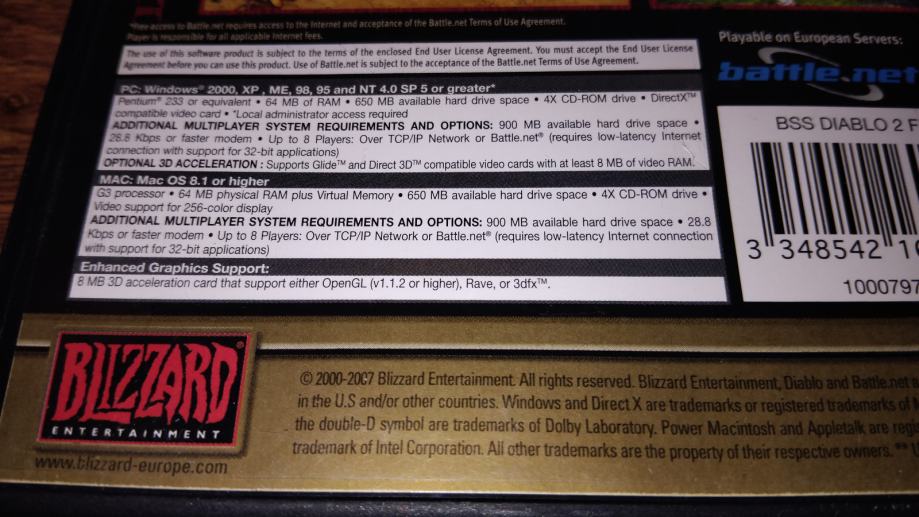 *Free access to Battle.net requires access to the Internet and acceptance of the Battle.net Terms of Use Agreement.
Player is responsible for all applicable Internet fees.
The use of this software product is subject to the terms of the enclosed End User License Agreement. You must accept the End User License
Agreement before you can use this product. Use of Battle.net is subject to the acceptance of the Battle.net Terms of Use Agreement.
PC: Windows® 2000, XP , ME, 98, 95 and NT 4.0 SP 5 or greater*
Pentium® 233 or equivalent • 64 MB of RAM • 650 MB available hard drive space • 4X CD-ROM drive • DirectX™
compatible video card • *Local administrator access required
ADDITIONAL MULTIPLAYER SYSTEM REQUIREMENTS AND OPTIONS: 900 MB available hard drive space •
28.8 Kbps or faster modem • Up to 8 Players: Over TCP/IP Network or Battle.net® (requires low-latency Internet
connection with support for 32-bit applications)
OPTIONAL 3D ACCELERATION : Supports Glide™ and Direct 3D™ compatible video cards with at least 8 MB of video RAM.
MAC: Mac OS 8.1 or higher
G3 processor • 64 MB physical RAM plus Virtual Memory • 650 MB available hard drive space • 4X CD-ROM drive •
Video support for 256-color display
ADDITIONAL MULTIPLAYER SYSTEM REQUIREMENTS AND OPTIONS: 900 MB available hard drive space • 28.8
Kbps or faster modem • Up to 8 Players: Over TCP/IP Network or Battle.net® (requires low-latency Internet connection
with support for 32-bit applications)
Enhanced Graphics Support:
8 MB 3D acceleration card that support either OpenGL (v1.1.2 or higher), Rave, or 3dfx™.
Playable on European Servers:
battle.net
BSS DIABLO 2 F
3 348542 1
1000797
BLIZZARD®
ENTERTAINMENT
www.blizzard-europe.com
© 2000-2007 Blizzard Entertainment. All rights reserved. Blizzard Entertainment, Diablo and Battle.net a
in the U.S and/or other countries. Windows and Direct X are trademarks or registered trademarks of
the double-D symbol are trademarks of Dolby Laboratory. Power Macintosh and Appletalk are regi
trademark of Intel Corporation. All other trademarks are the property of their respective owners. **